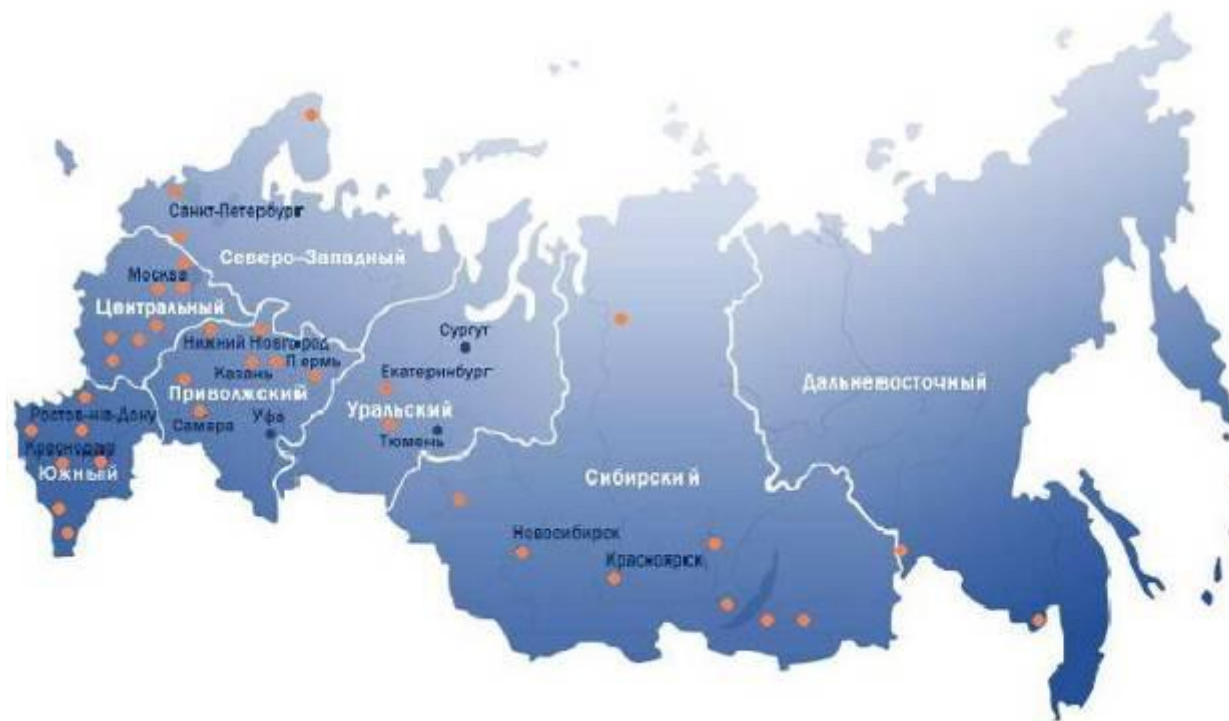 Санкт-Петербург
Северо-Западный
Москва
Центральный
Нижний Новгород
Казань
Пермь
Приволжский
Самара
Уфа
Ростов-на-Дону
Краснодар
Южный
Сургут
Екатеринбург
Уральский
Тюмень
Сибирский
Новосибирск
Красноярск
Дальневосточный